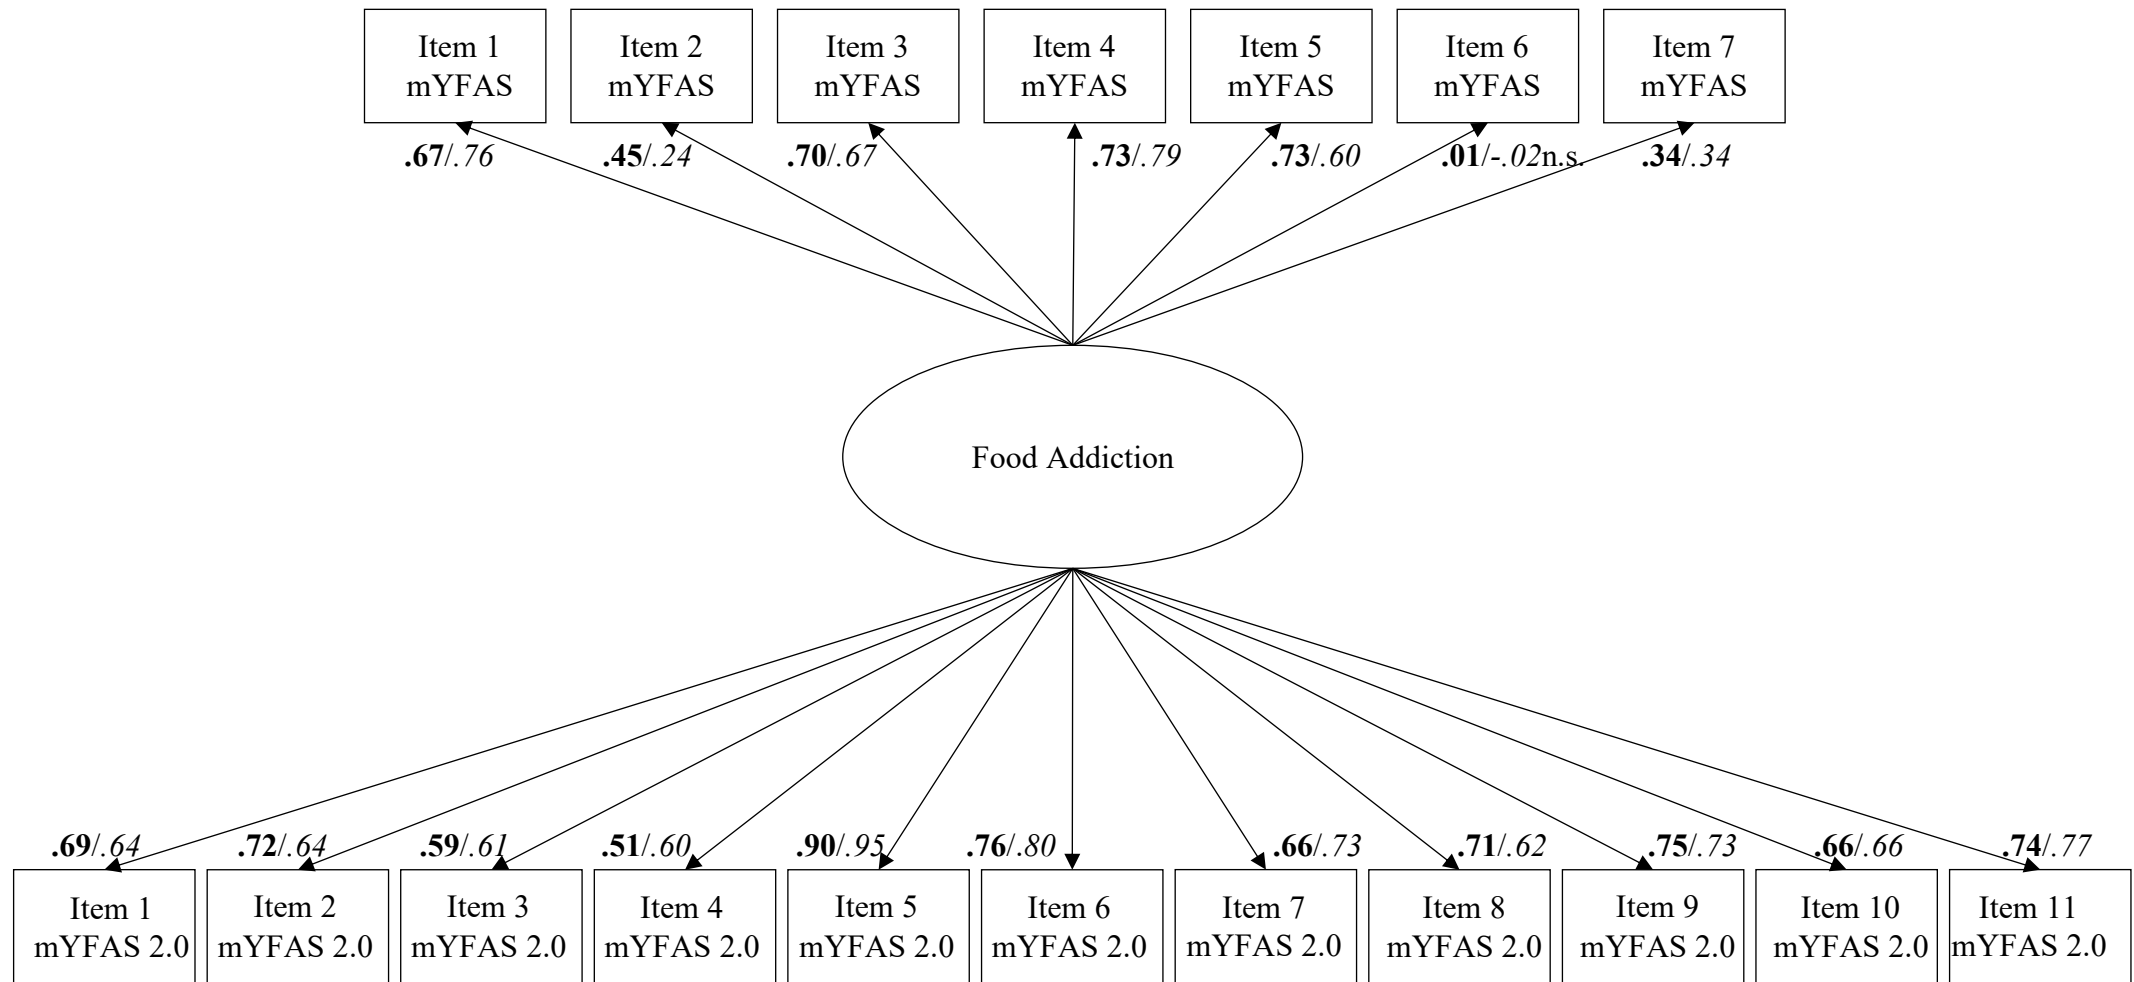 Item 1
mYFAS
Item 2
mYFAS
Item 3
mYFAS
Item 4
mYFAS
Item 5
mYFAS
Item 6
mYFAS
Item 7
mYFAS
.67/.76
.45/.24
.70/.67
.73/.79
.73/.60
.01/-.02n.s.
.34/.34
Food Addiction
.69/.64
.72/.64
.59/.61
.51/.60
.90/.95
.76/.80
.66/.73
.71/.62
.75/.73
.66/.66
.74/.77
Item 1
mYFAS 2.0
Item 2
mYFAS 2.0
Item 3
mYFAS 2.0
Item 4
mYFAS 2.0
Item 5
mYFAS 2.0
Item 6
mYFAS 2.0
Item 7
mYFAS 2.0
Item 8
mYFAS 2.0
Item 9
mYFAS 2.0
Item 10
mYFAS 2.0
Item 11
mYFAS 2.0